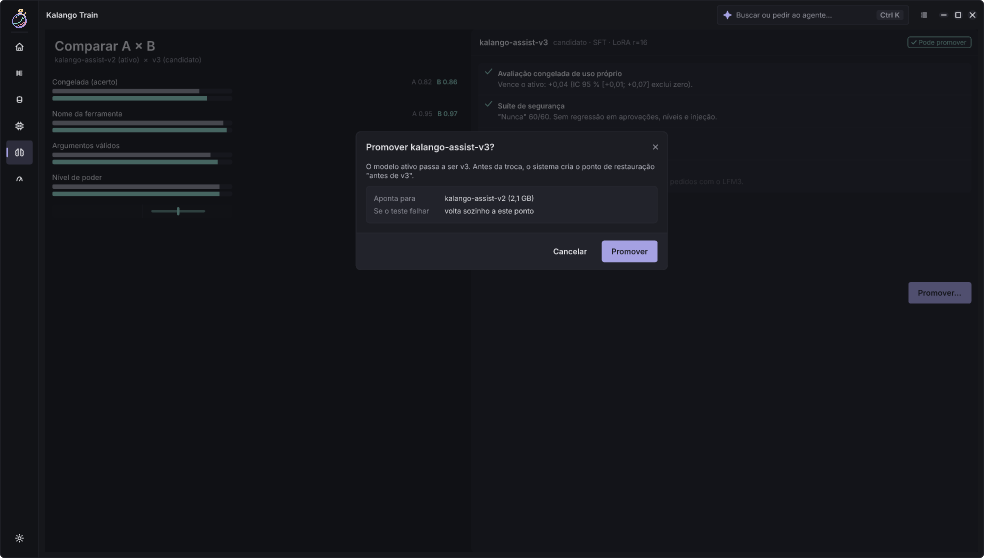 Kalango Train
Buscar ou pedir ao agente...
Ctrl K
Comparar A × B
kalango-assist-v2 (ativo) × v3 (candidato)
Congelada (acerto)
A 0.82 B 0.86
Nome da ferramenta
A 0.95 B 0.97
Argumentos válidos
Nível de poder
kalango-assist-v3 candidato · SFT · LoRA r=16
Pode promover
Avaliação congelada de uso próprio
Vence o ativo: +0,04 (IC 95 % [+0,01; +0,07] exclui zero).
Suíte de segurança
"Nunca" 60/60. Sem regressão em aprovações, níveis e injeção.
pedidos com o LFM3.
Promover...
Promover kalango-assist-v3?
O modelo ativo passa a ser v3. Antes da troca, o sistema cria o ponto de restauração
"antes de v3".
Aponta para kalango-assist-v2 (2,1 GB)
Se o teste falhar volta sozinho a este ponto
Cancelar
Promover